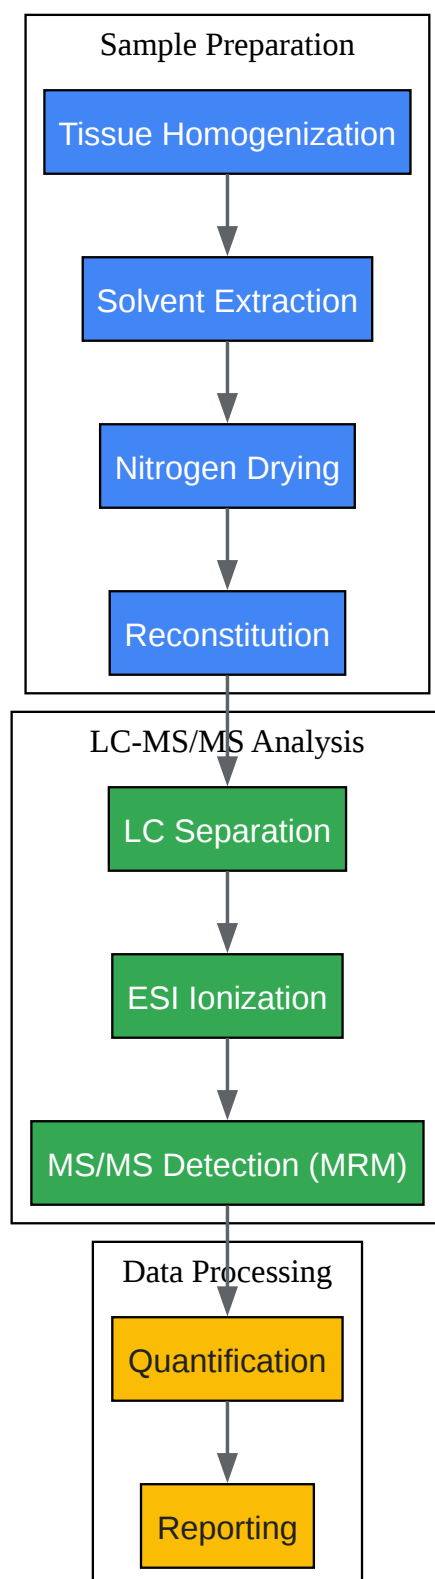 Sample Preparation
Tissue Homogenization
Solvent Extraction
Nitrogen Drying
Reconstitution
LC-MS/MS Analysis
LC Separation
ESI Ionization
MS/MS Detection (MRM)
Data Processing
Quantification
Reporting